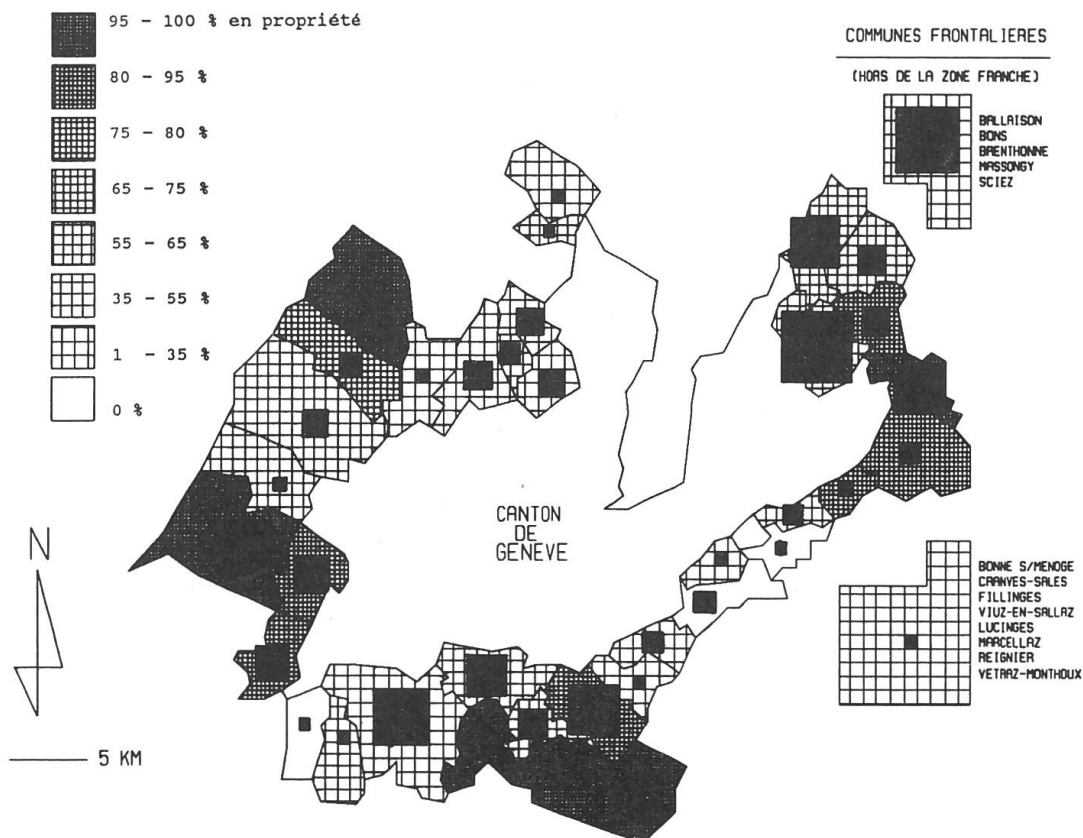 95 - 100 % en propriété
80 - 95 %
75 - 80 %
65 - 75 %
55 - 65 %
35 - 55 %
1 - 35 %
0 %
COMMUNES FRONTALIERES
(HORS DE LA ZONE FRANCHE)
BALLAISON
BONS
BRENTHONNE
MASSONGY
SCIEZ
CANTON
DE
GENEVE
N
5 KM
BONNE S/MENOGE
CRANVES-SALES
FILLINGES
VIUZ-EN-SALLAZ
LUCINGES
MARCELLAZ
REIGNIER
VETRAZ-MONTHOUX